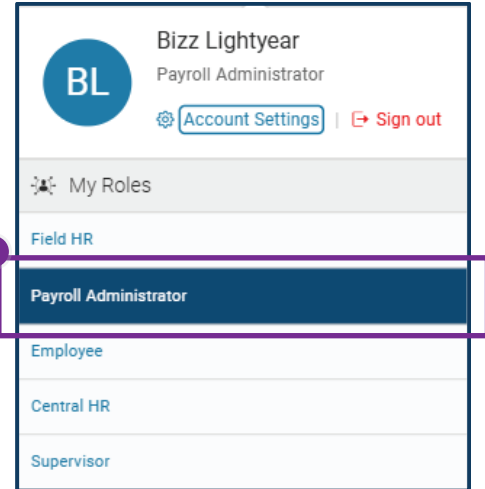 Bizz Lightyear
BL
Payroll Administrator
Account Settings | Sign out
My Roles
Field HR
Payroll Administrator
Employee
Central HR
Supervisor